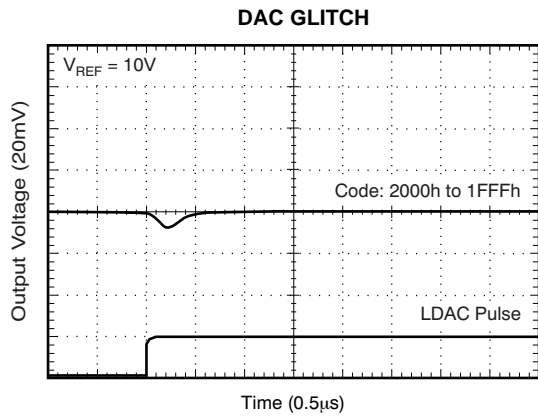 DAC GLITCH
V_REF = 10V
Output Voltage (20mV)
Code: 2000h to 1FFFh
LDAC Pulse
Time (0.5μs)